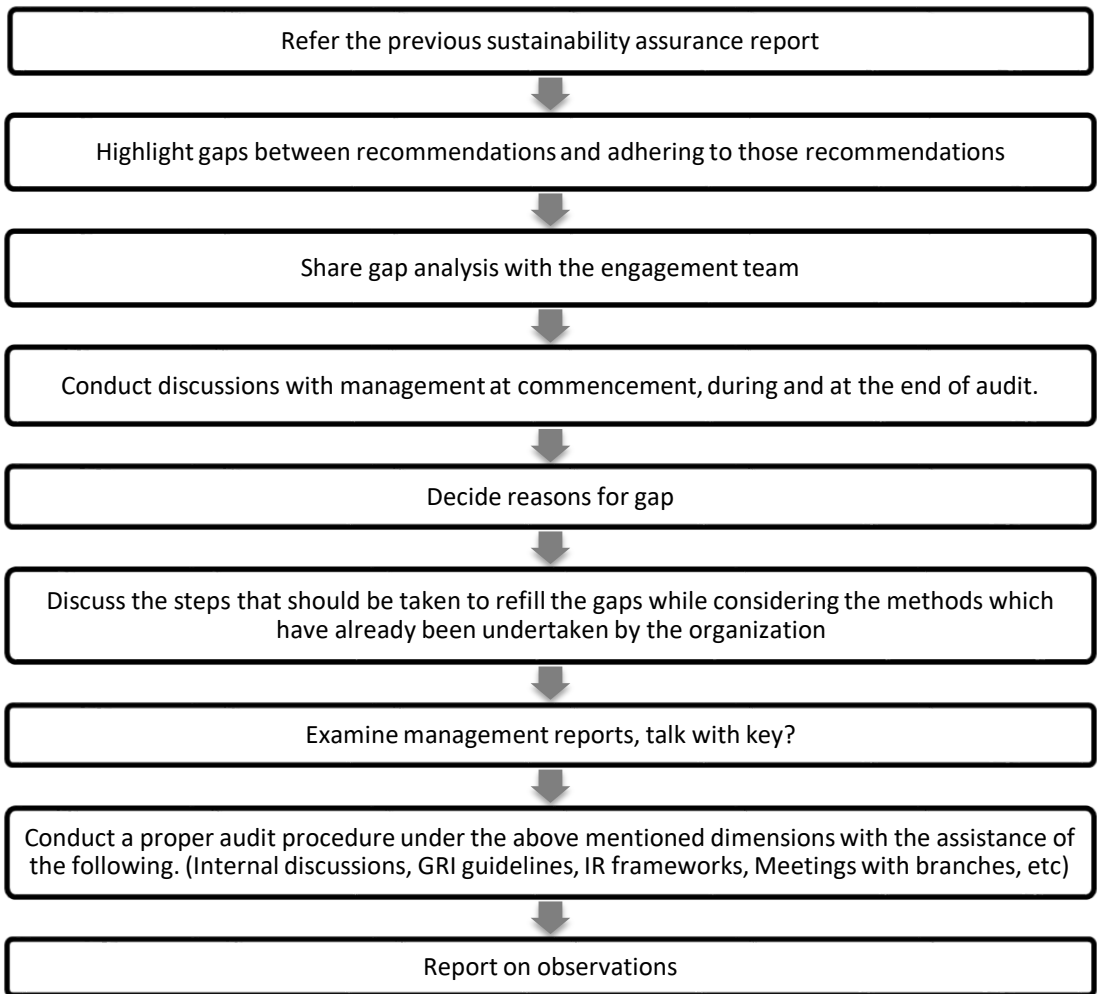 Refer the previous sustainability assurance report
Highlight gaps between recommendations and adhering to those recommendations
Share gap analysis with the engagement team
Conduct discussions with management at commencement, during and at the end of audit.
Decide reasons for gap
Discuss the steps that should be taken to refill the gaps while considering the methods which
have already been undertaken by the organization
Examine management reports, talk with key?
Conduct a proper audit procedure under the above mentioned dimensions with the assistance of
the following. (Internal discussions, GRI guidelines, IR frameworks, Meetings with branches, etc)
Report on observations